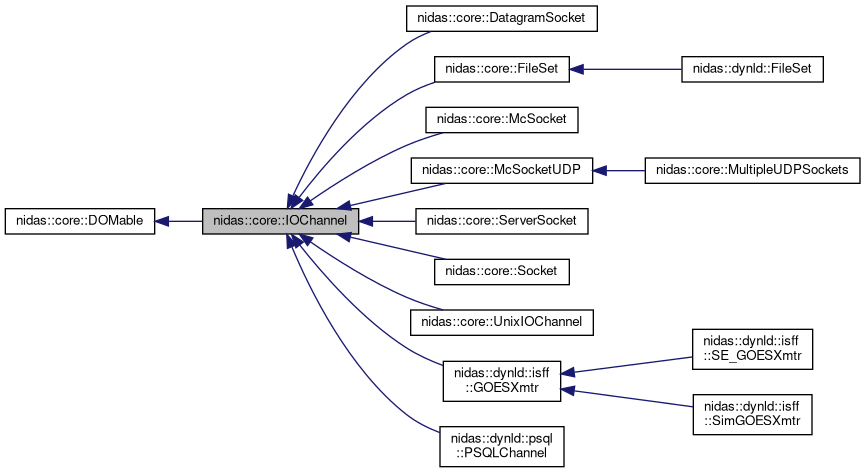 nidas::core::DatagramSocket
nidas::core::FileSet
nidas::dynld::FileSet
nidas::core::McSocket
nidas::core::McSocketUDP
nidas::core::MultipleUDPSockets
nidas::core::DOMable
nidas::core::IOChannel
nidas::core::ServerSocket
nidas::core::Socket
nidas::core::UnixIOChannel
nidas::dynld::isff
::GOESXmtr
nidas::dynld::isff
::SE_GOESXmtr
nidas::dynld::isff
::SimGOESXmtr
nidas::dynld::psql
::PSQLChannel